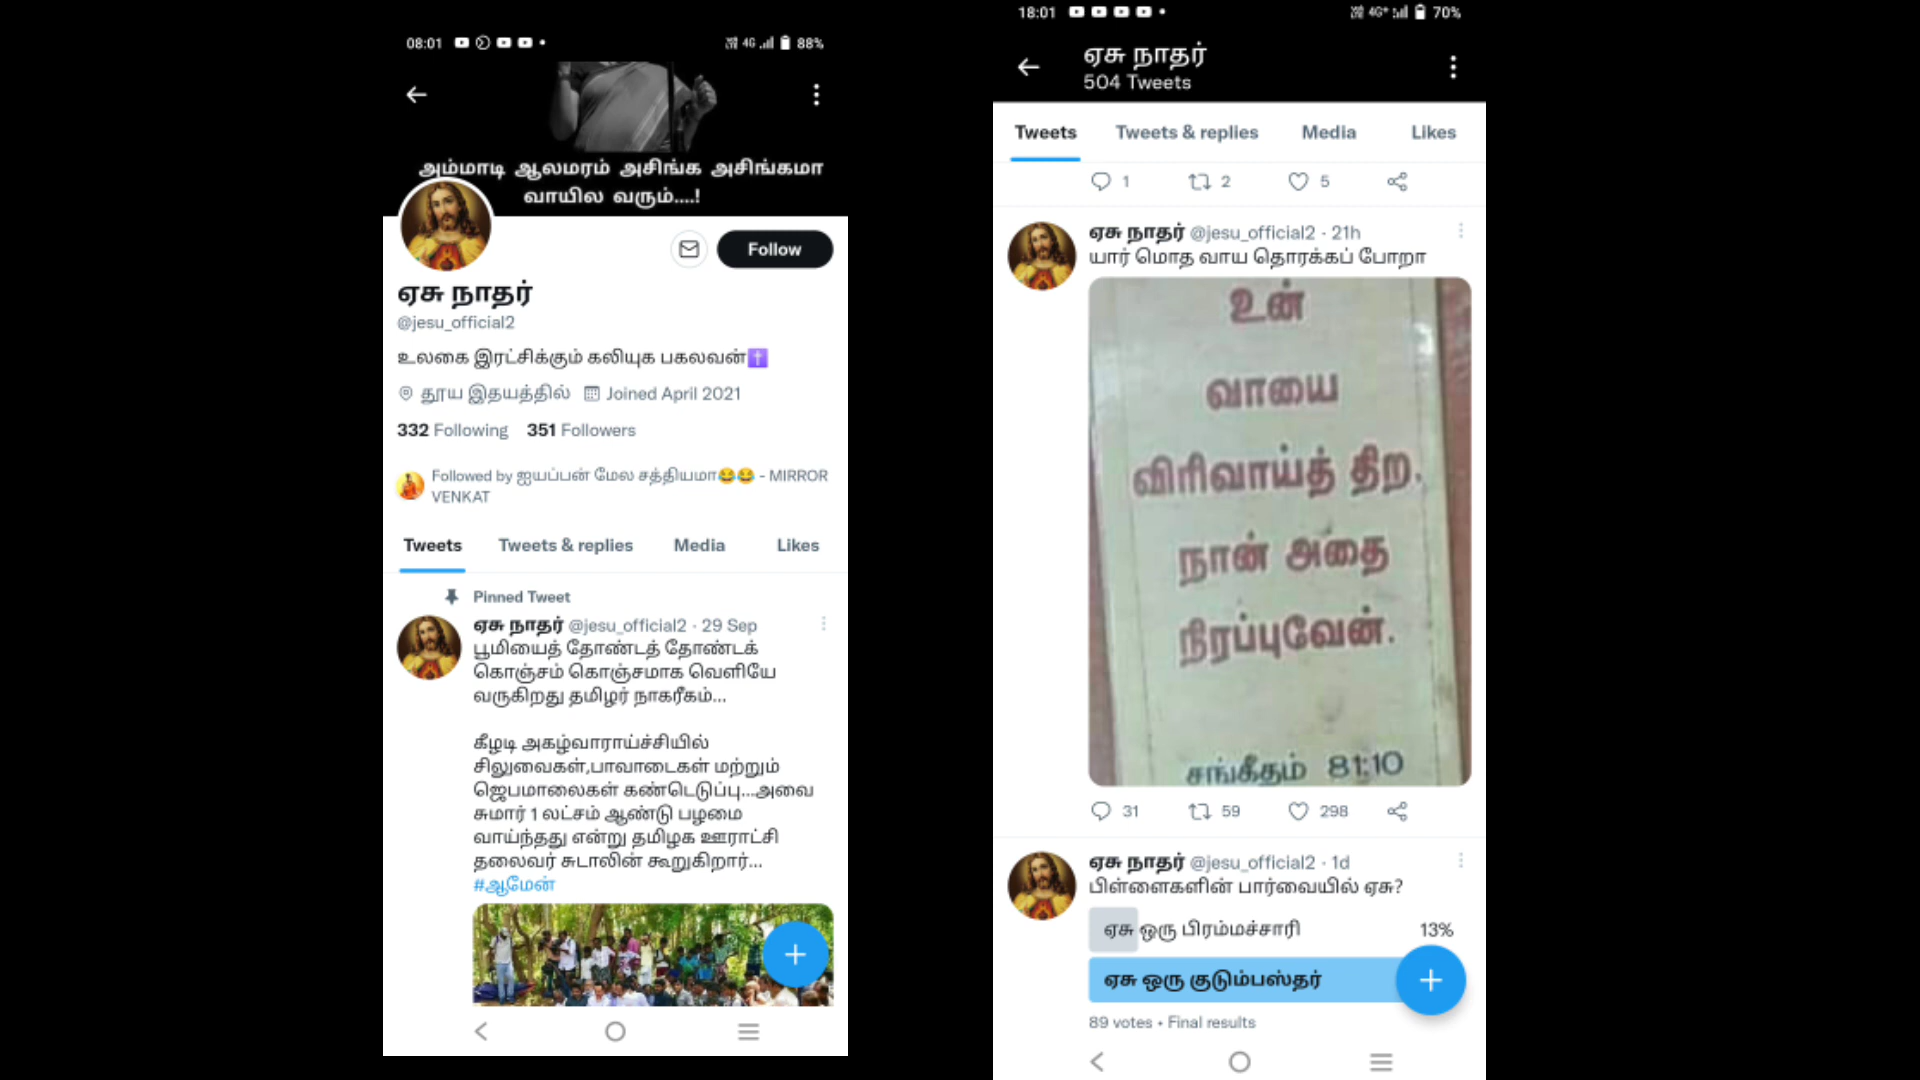 08:01
4G 88%
அம்மாடி ஆலமரம் அசிங்க அசிங்கமா
வாயில வரும்....!
Follow
ஏசு நாதர்
@jesu_official2
உலகை இரட்சிக்கும் கலியுக பகலவன்✝️
தூய இதயத்தில் Joined April 2021
332 Following 351 Followers
Followed by ஐயப்பன் மேல சத்தியமா😂😂 - MIRROR
VENKAT
Tweets Tweets & replies Media Likes
Pinned Tweet
ஏசு நாதர் @jesu_official2 · 29 Sep
பூமியைத் தோண்டத் தோண்டக்
கொஞ்சம் கொஞ்சமாக வெளியே
வருகிறது தமிழர் நாகரீகம்...
கீழடி அகழ்வாராய்ச்சியில்
சிலுவைகள்,பாவாடைகள் மற்றும்
ஜெபமாலைகள் கண்டெடுப்பு...அவை
சுமார் 1 லட்சம் ஆண்டு பழமை
வாய்ந்தது என்று தமிழக ஊராட்சி
தலைவர் சுடாலின் கூறுகிறார்...
#ஆமேன்
18:01
4G+ 70%
ஏசு நாதர்
504 Tweets
Tweets Tweets & replies Media Likes
1 2 5
ஏசு நாதர் @jesu_official2 · 21h
யார் மொத வாய தொரக்கப் போறா
உன்
வாயை
விரிவாய்த் திற.
நான் அதை
நிரப்புவேன்.
சங்கீதம் 81:10
31 59 298
ஏசு நாதர் @jesu_official2 · 1d
பிள்ளைகளின் பார்வையில் ஏசு?
ஏசு ஒரு பிரம்மச்சாரி 13%
ஏசு ஒரு குடும்பஸ்தர்
89 votes • Final results